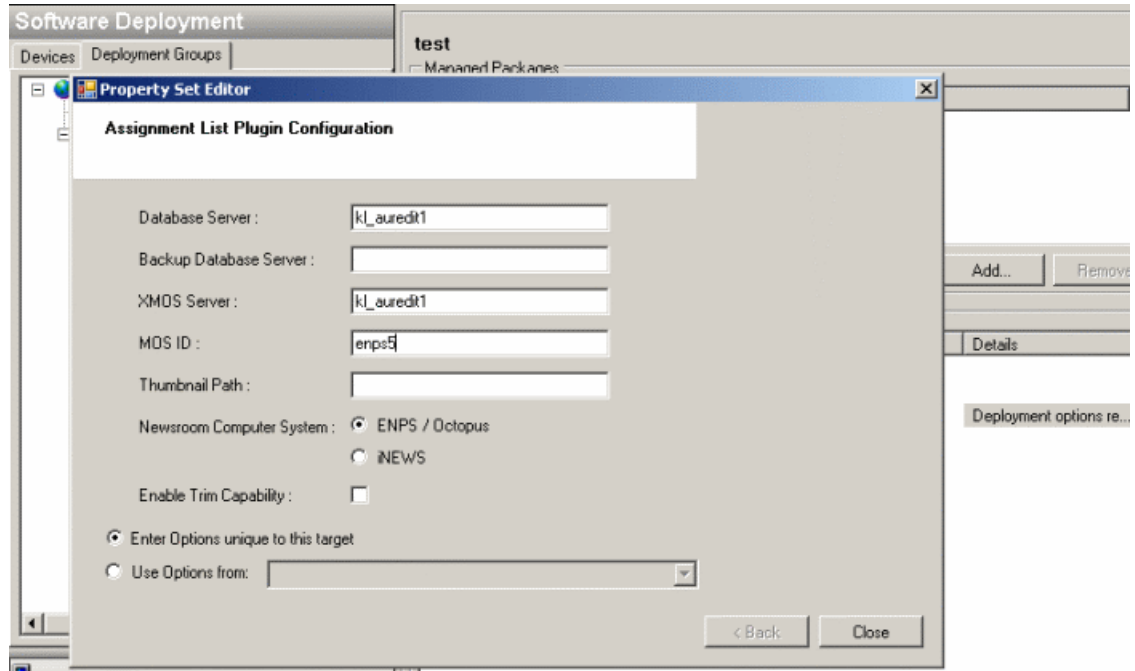 Software Deployment
Devices
Deployment Groups
test
Managed Packages
Property Set Editor
Assignment List Plugin Configuration
Database Server :
kl_auredit1
Backup Database Server :
XMOS Server :
kl_auredit1
MOS ID :
enps5
Thumbnail Path :
Newsroom Computer System :
ENPS / Octopus
iNEWS
Enable Trim Capability :
Enter Options unique to this target
Use Options from:
< Back
Close
Add...
Remove
Details
Deployment options re...